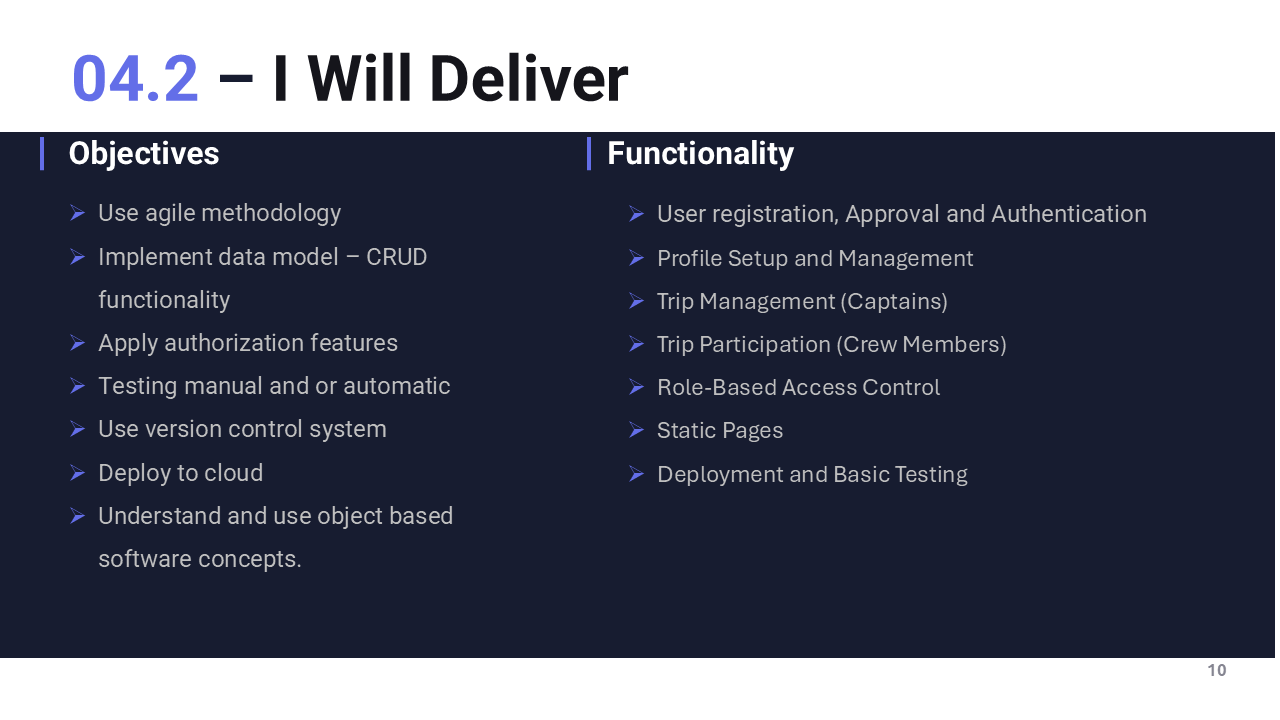 04.2 – I Will Deliver
Objectives
➢ Use agile methodology
➢ Implement data model – CRUD
functionality
➢ Apply authorization features
➢ Testing manual and or automatic
➢ Use version control system
➢ Deploy to cloud
➢ Understand and use object based
software concepts.
Functionality
➢ User registration, Approval and Authentication
➢ Profile Setup and Management
➢ Trip Management (Captains)
➢ Trip Participation (Crew Members)
➢ Role-Based Access Control
➢ Static Pages
➢ Deployment and Basic Testing
10